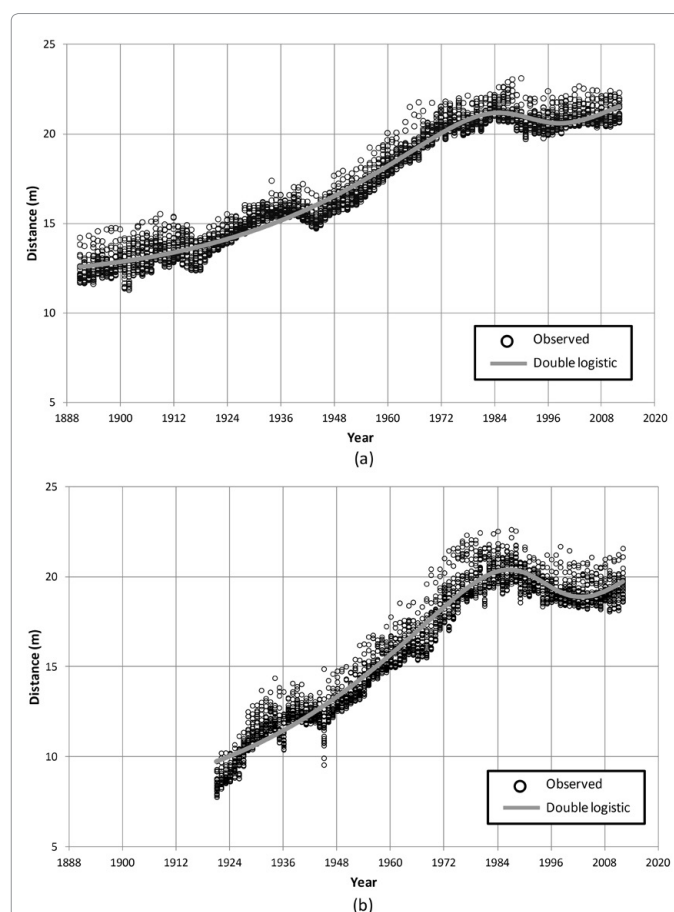 25
20
15
10
5
Distance (m)
Observed
Double logistic
1888 1900 1912 1924 1936 1948 1960 1972 1984 1996 2008 2020
Year
(a)
25
20
15
10
5
Distance (m)
Observed
Double logistic
1888 1900 1912 1924 1936 1948 1960 1972 1984 1996 2008 2020
Year
(b)